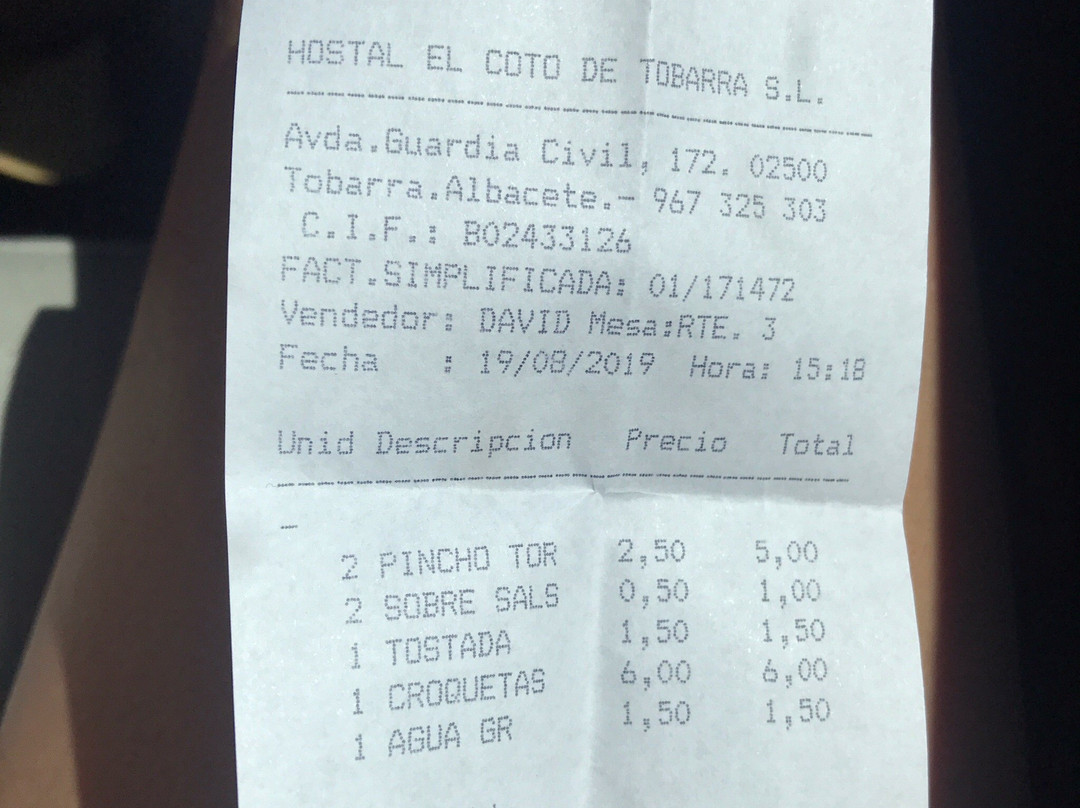 HOSTAL EL COTO DE TOBARRA S.L.
Avda.Guardia Civil, 172. 02500
Tobarra.Albacete.- 967 325 303
C.I.F.: B02433126
FACT.SIMPLIFICADA: 01/171472
Vendedor: DAVID Mesa:RTE. 3
Fecha : 19/08/2019 Hora: 15:18
Unid Descripcion Precio Total
2 PINCHO TOR 2,50 5,00
2 SOBRE SALS 0,50 1,00
1 TOSTADA 1,50 1,50
1 CROQUETAS 6,00 6,00
1 AGUA GR 1,50 1,50